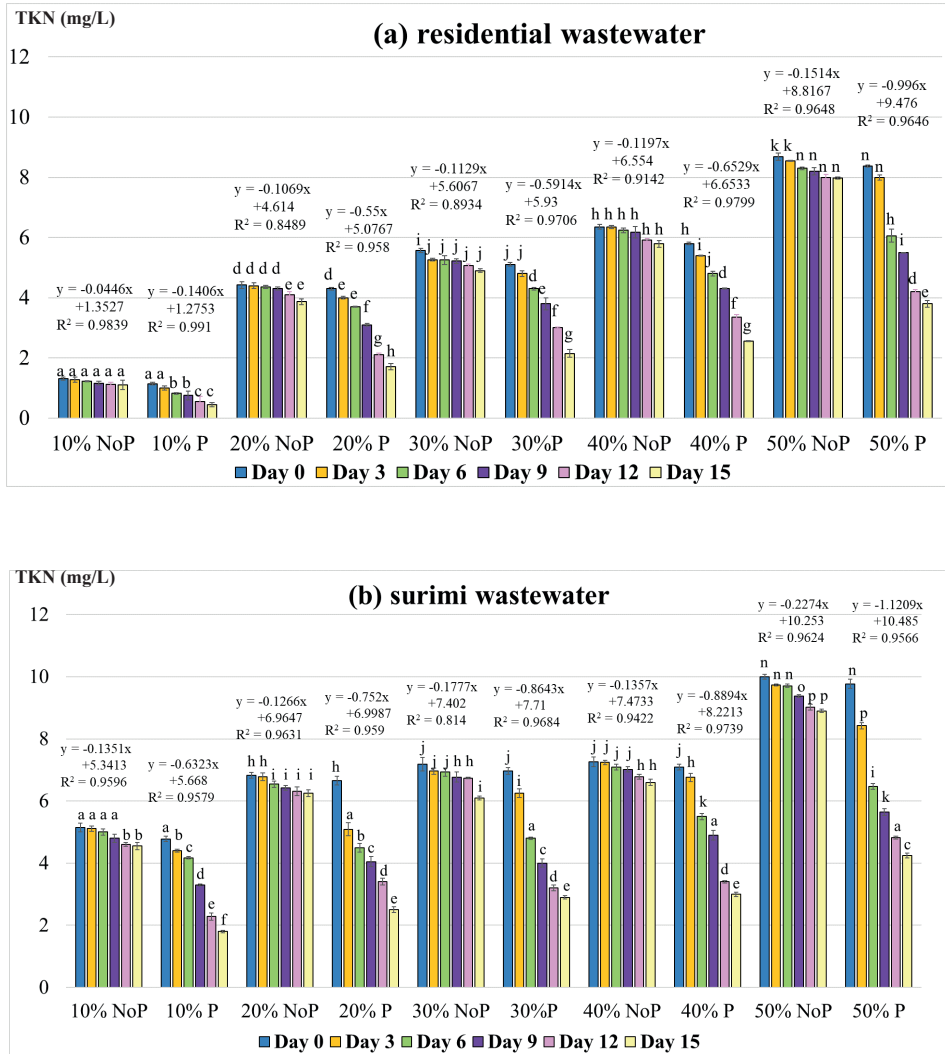 TKN (mg/L)
(a) residential wastewater
12
10
8
6
4
2
0
y = -0.0446x
+1.3527
R² = 0.9839
y = -0.1406x
+1.2753
R² = 0.991
y = -0.1069x
+4.614
R² = 0.8489
y = -0.55x
+5.0767
R² = 0.958
y = -0.1129x
+5.6067
R² = 0.8934
y = -0.5914x
+5.93
R² = 0.9706
y = -0.1197x
+6.554
R² = 0.9142
y = -0.6529x
+6.6533
R² = 0.9799
y = -0.1514x
+8.8167
R² = 0.9648
y = -0.996x
+9.476
R² = 0.9646
a a a a a a
a a b b c c
d d d d e e
d e e f g h
i j j j j j
j j d e f g
h h h h h h
h i j d f g
k k n n n n
n n h i d e
10% NoP 10% P 20% NoP 20% P 30% NoP 30%P 40% NoP 40% P 50% NoP 50% P
Day 0 Day 3 Day 6 Day 9 Day 12 Day 15
TKN (mg/L)
(b) surimi wastewater
12
10
8
6
4
2
0
y = -0.1351x
+5.3413
R² = 0.9596
y = -0.6323x
+5.668
R² = 0.9579
y = -0.1266x
+6.9647
R² = 0.9631
y = -0.752x
+6.9987
R² = 0.959
y = -0.1777x
+7.402
R² = 0.814
y = -0.8643x
+7.71
R² = 0.9684
y = -0.1357x
+7.4733
R² = 0.9422
y = -0.8894x
+8.2213
R² = 0.9739
y = -0.2274x
+10.253
R² = 0.9624
y = -1.1209x
+10.485
R² = 0.9566
a a a a b b
a b c d e f
h h i i i i
h a b c d e
j j j h h i
j h a c d e
j j j j h h
j h k a d e
n n n o p p
n p i k a c
10% NoP 10% P 20% NoP 20% P 30% NoP 30%P 40% NoP 40% P 50% NoP 50% P
Day 0 Day 3 Day 6 Day 9 Day 12 Day 15